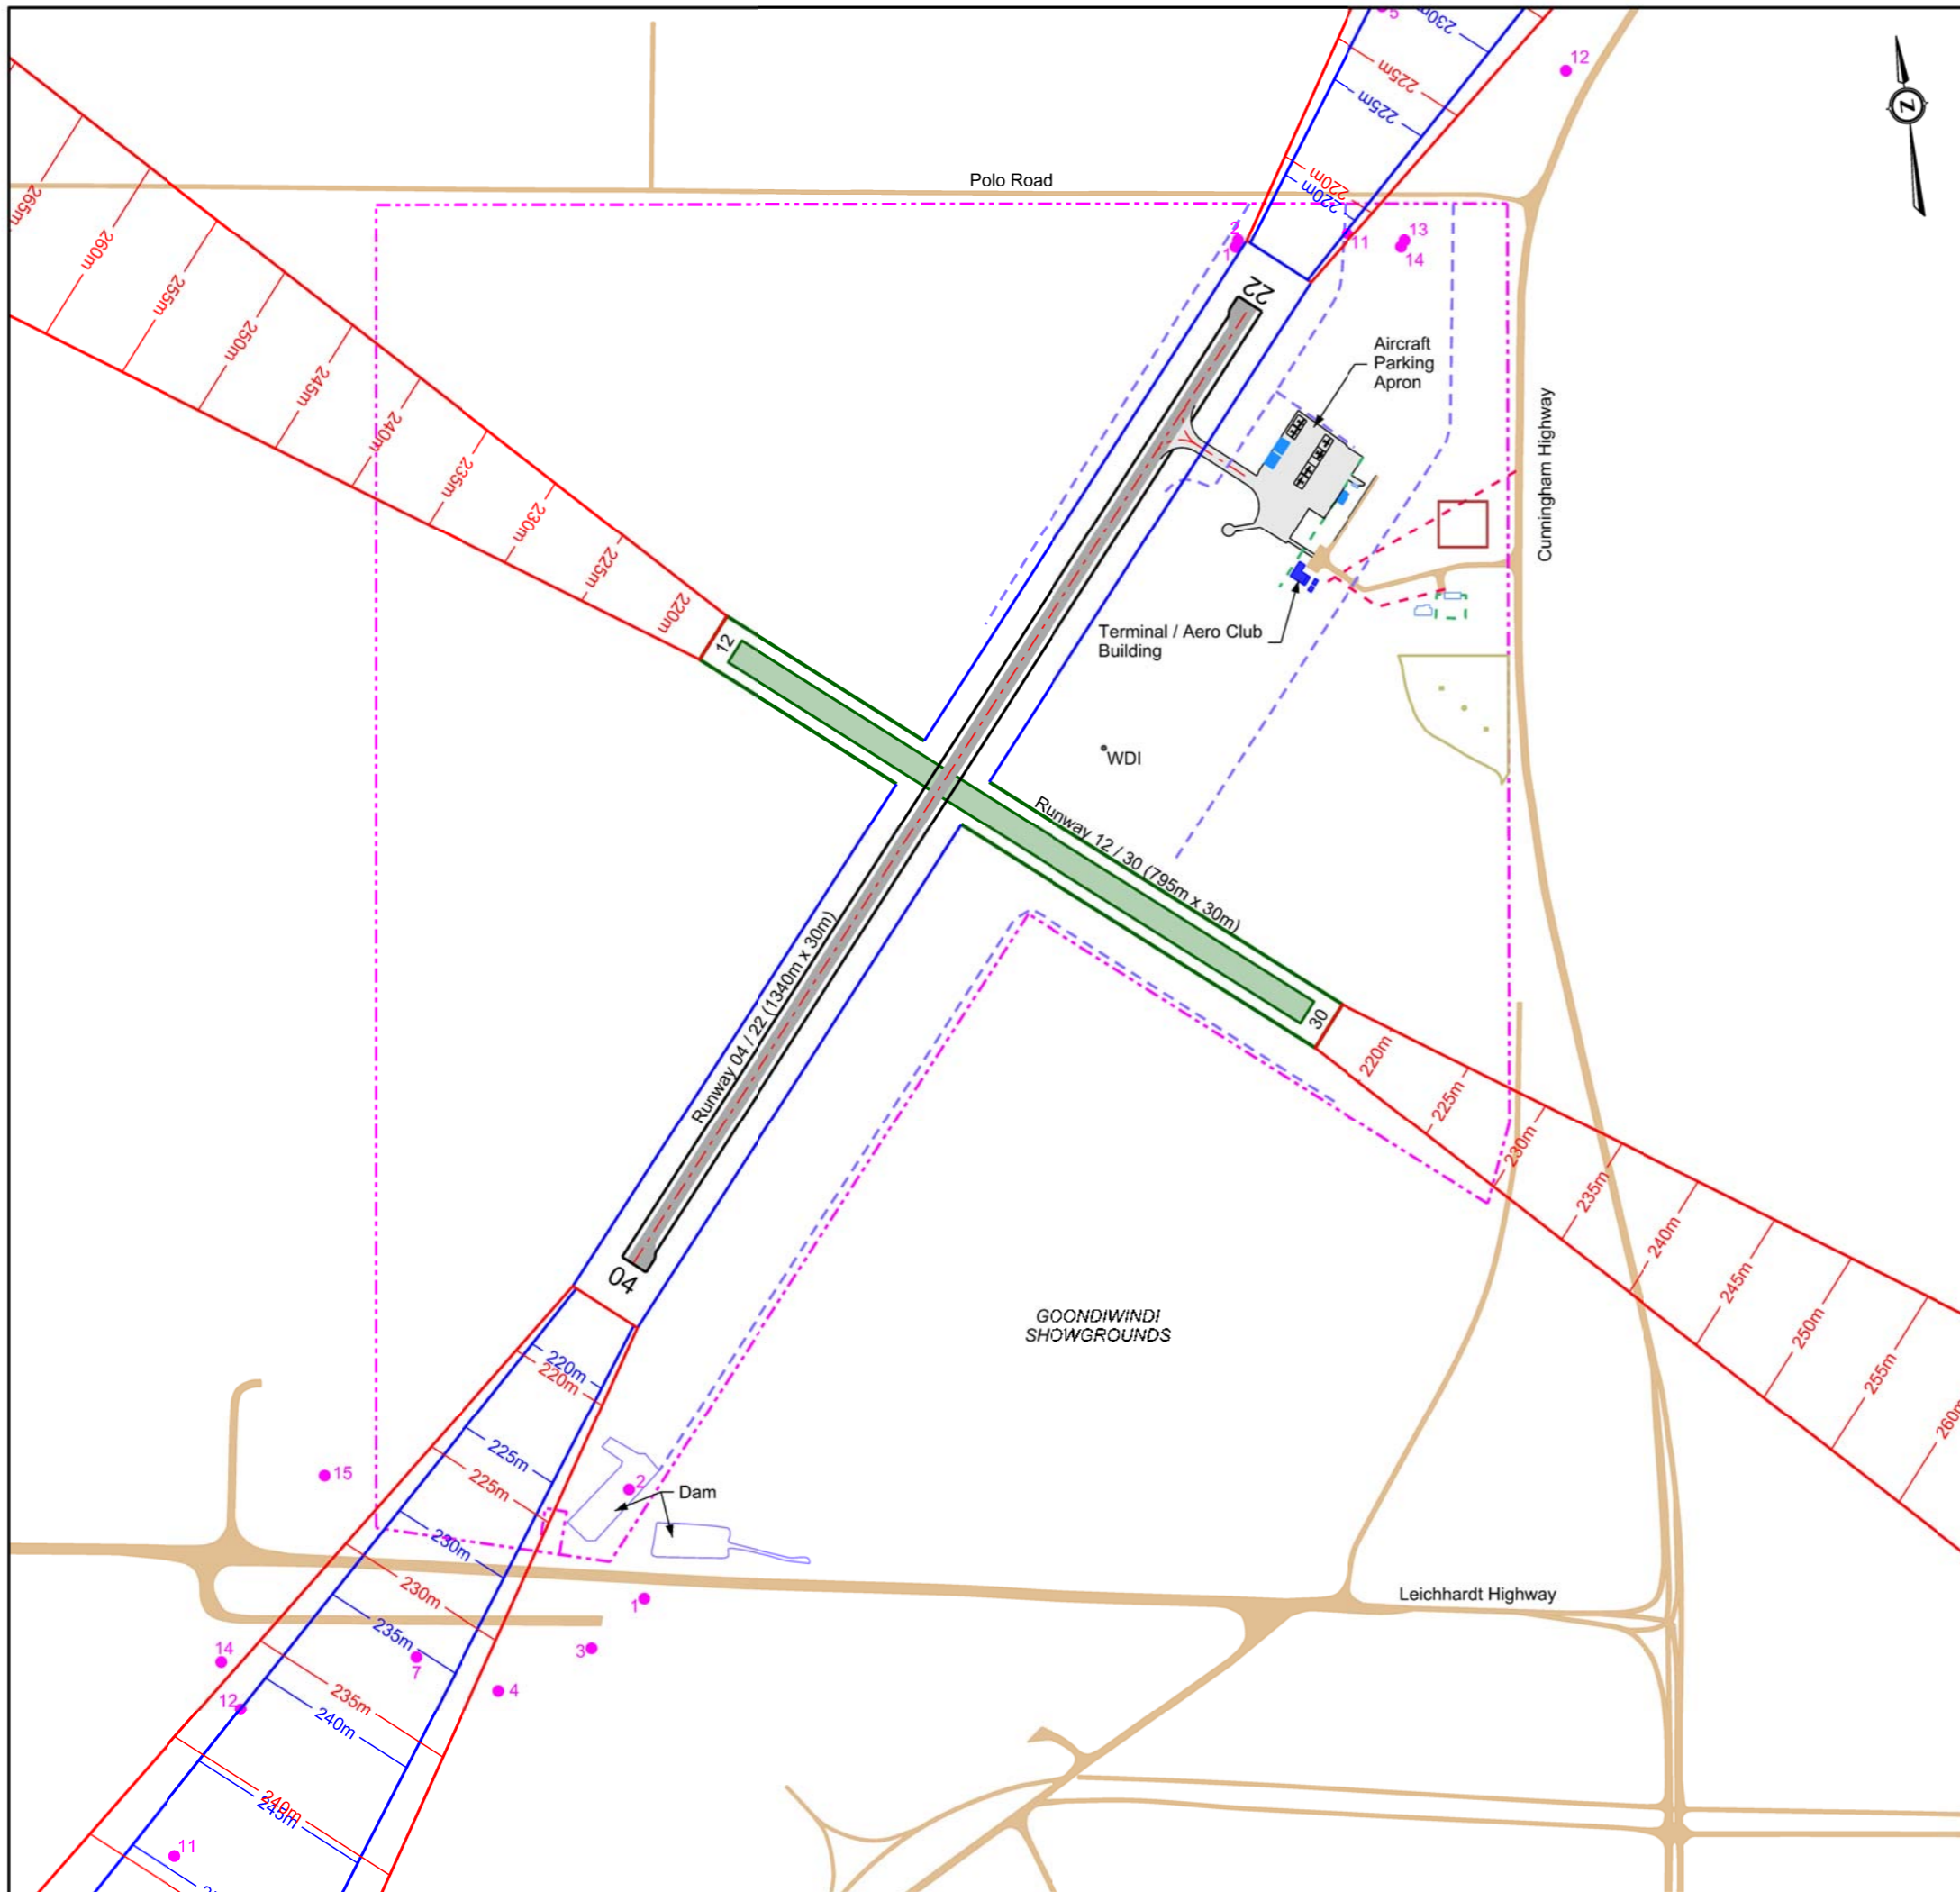 5
230m
12
225m
225m
Z
Polo Road
265m
220m
220m
260m
2
1
11
13
14
255m
22
250m
Aircraft
Parking
Apron
245m
Cunningham Highway
240m
235m
230m
225m
220m
12
Terminal / Aero Club
Building
WDI
Runway 12 / 30 (795m x 30m)
Runway 04 / 22 (1340m x 30m)
30
220m
225m
230m
235m
240m
245m
250m
255m
260m
04
GOONDIWINDI
SHOWGROUNDS
220m
220m
225m
225m
15
2
Dam
230m
230m
1
Leichhardt Highway
235m
3
14
7
4
12
235m
240m
240m
245m
11